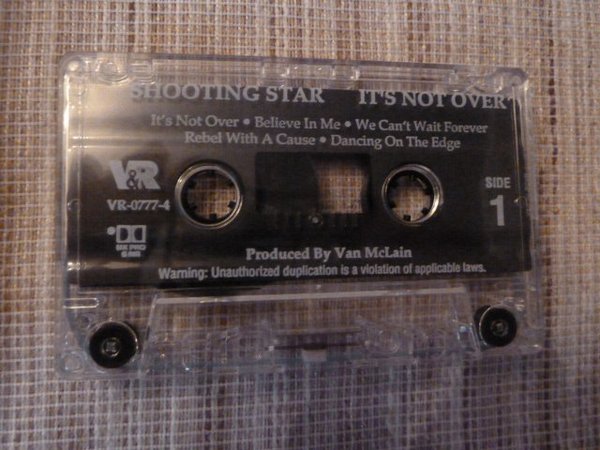 SHOOTING STAR IT'S NOT OVER
It's Not Over • Believe In Me • We Can't Wait Forever
Rebel With A Cause • Dancing On The Edge
V&R
VR-0777-4
SIDE
1
Produced By Van McLain
Warning: Unauthorized duplication is a violation of applicable laws.